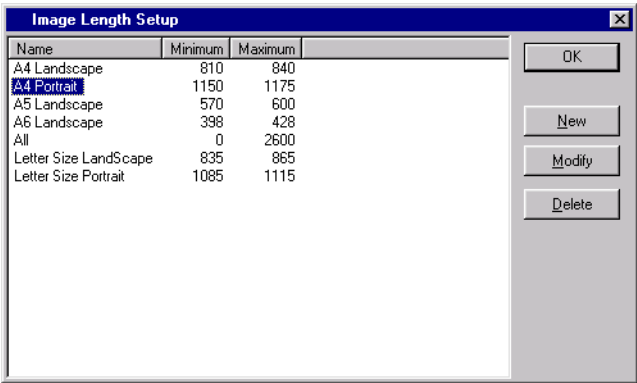 Image Length Setup
Name Minimum Maximum
A4 Landscape 810 840
A4 Portrait 1150 1175
A5 Landscape 570 600
A6 Landscape 398 428
All 0 2600
Letter Size LandScape 835 865
Letter Size Portrait 1085 1115
OK
New
Modify
Delete